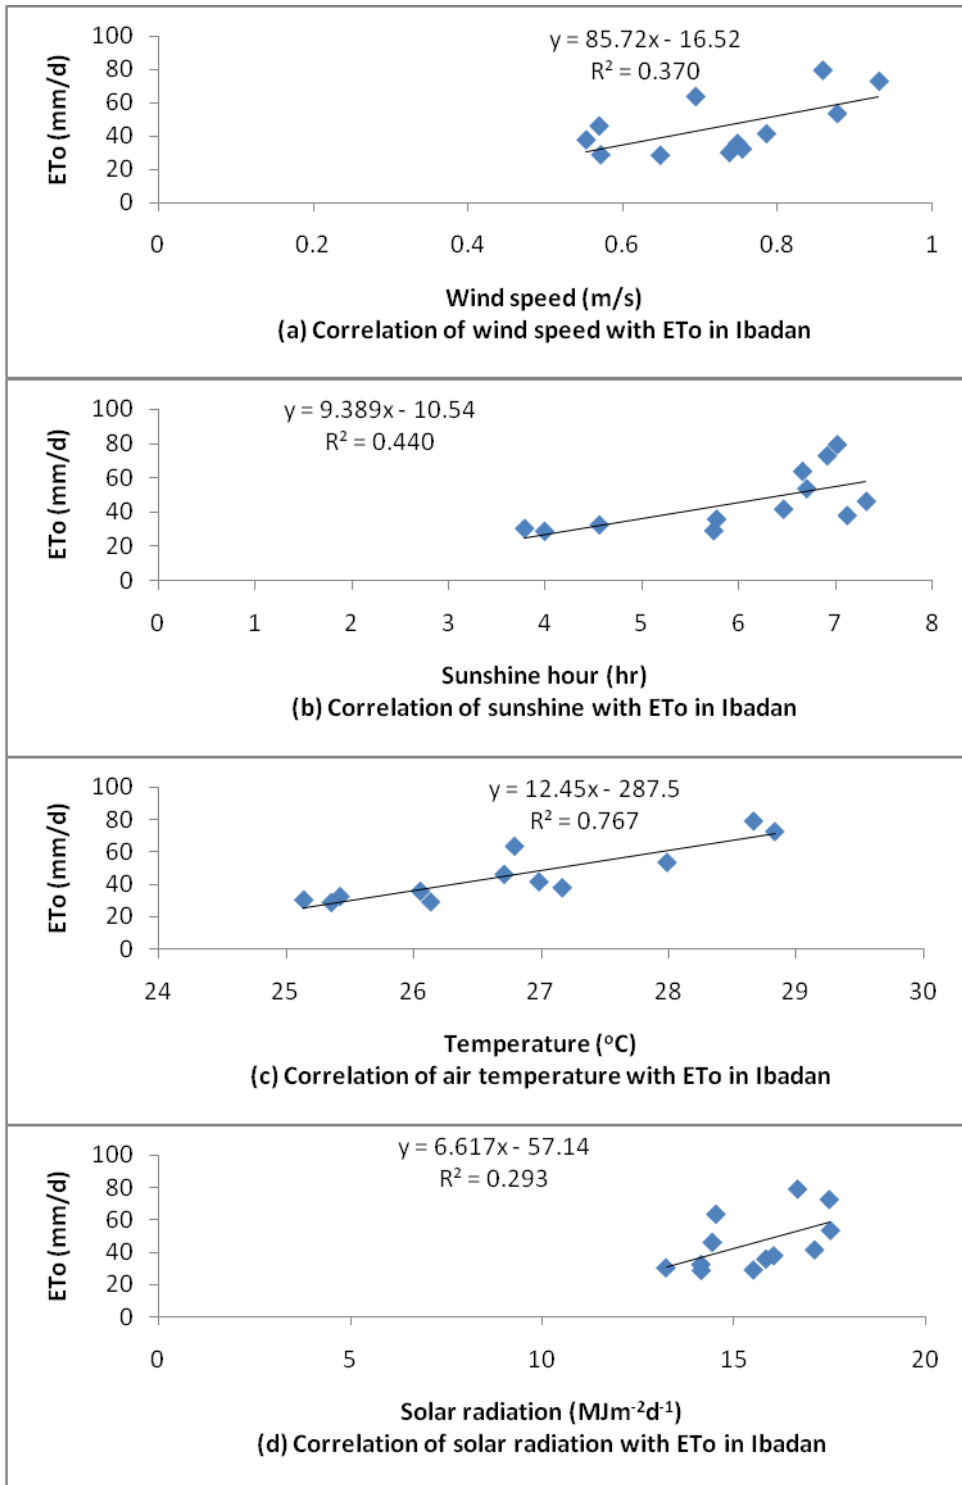 y = 85.72x - 16.52
R² = 0.370
ETo (mm/d)
100
80
60
40
20
0
0 0.2 0.4 0.6 0.8 1
Wind speed (m/s)
(a) Correlation of wind speed with ETo in Ibadan
y = 9.389x - 10.54
R² = 0.440
ETo (mm/d)
100
80
60
40
20
0
0 1 2 3 4 5 6 7 8
Sunshine hour (hr)
(b) Correlation of sunshine with ETo in Ibadan
y = 12.45x - 287.5
R² = 0.767
ETo (mm/d)
100
80
60
40
20
0
24 25 26 27 28 29 30
Temperature (°C)
(c) Correlation of air temperature with ETo in Ibadan
y = 6.617x - 57.14
R² = 0.293
ETo (mm/d)
100
80
60
40
20
0
0 5 10 15 20
Solar radiation (MJm⁻²d⁻¹)
(d) Correlation of solar radiation with ETo in Ibadan